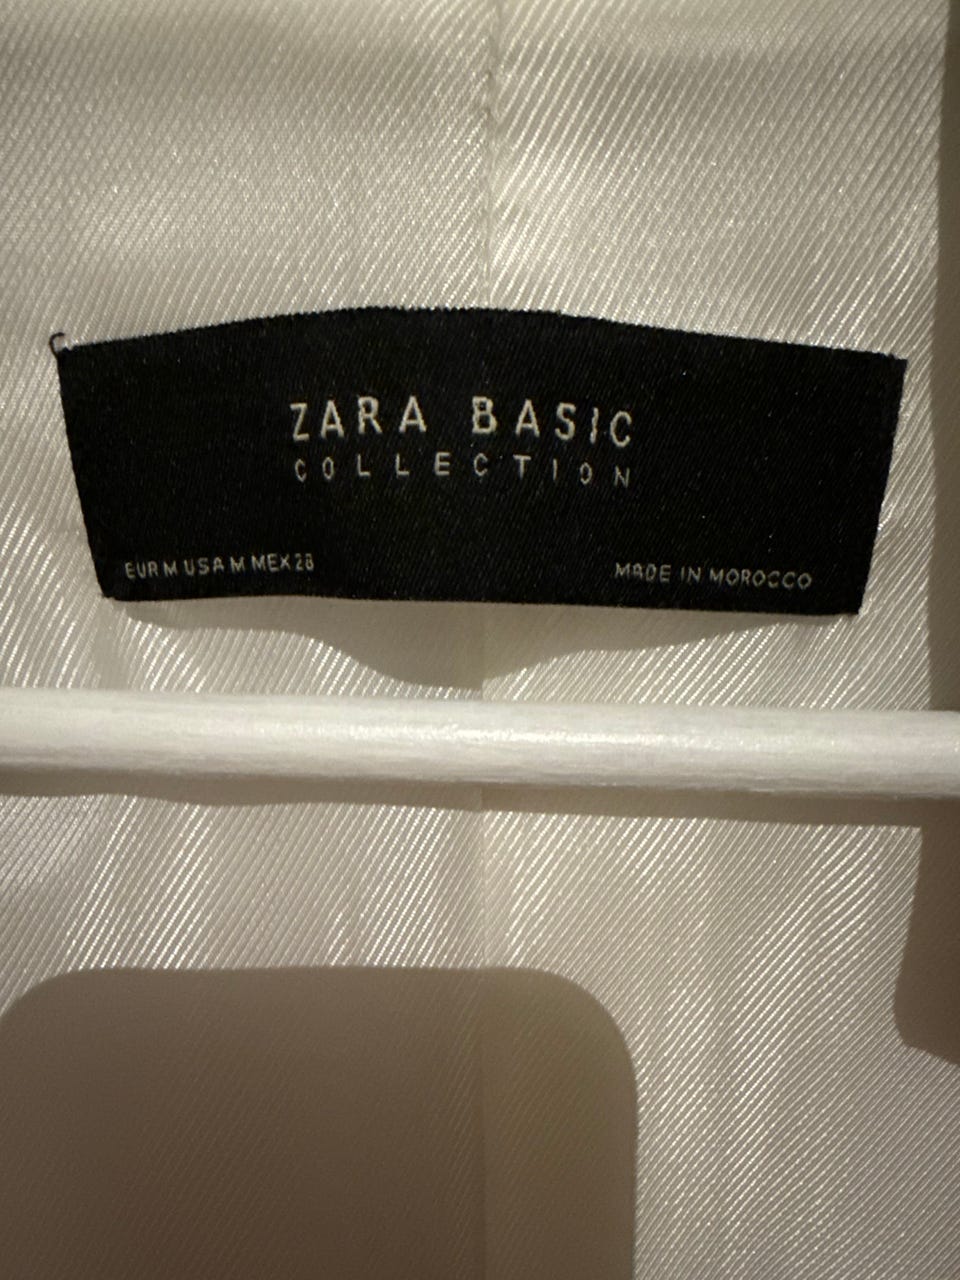 ZARA BASIC
COLLECTION
EUR M USA M MEX 28
MADE IN MOROCCO